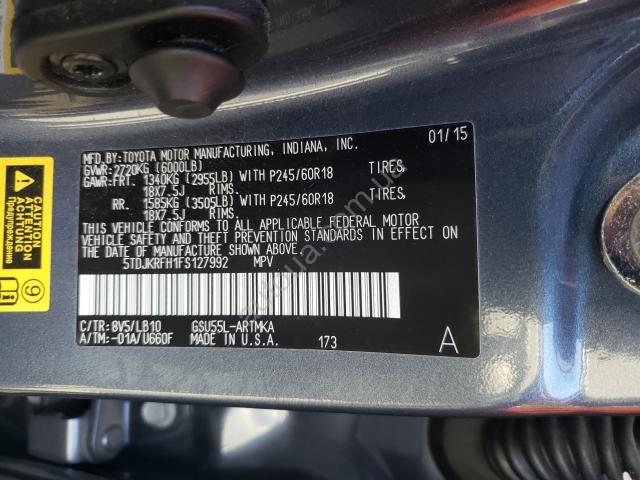 MFD.BY:TOYOTA MOTOR MANUFACTURING, INDIANA, INC. 01/15
GVWR:2720KG (6000LB)
GAWR:FRT. 1340KG (2955LB) WITH P245/60R18 TIRES,
18X7.5J RIMS,
RR. 1585KG (3505LB) WITH P245/60R18 TIRES,
18X7.5J RIMS,
THIS VEHICLE CONFORMS TO ALL APPLICABLE FEDERAL MOTOR
VEHICLE SAFETY AND THEFT PREVENTION STANDARDS IN EFFECT
ON THE DATE OF MANUFACTURE SHOWN ABOVE.
5TDJKRFH1FS127992 MPV
C/TR:8V5/LB10 GSU55L-ARTMKA
A/TM:-01A/U660F MADE IN U.S.A. 173 A
CAUTION
Предупреждение
9